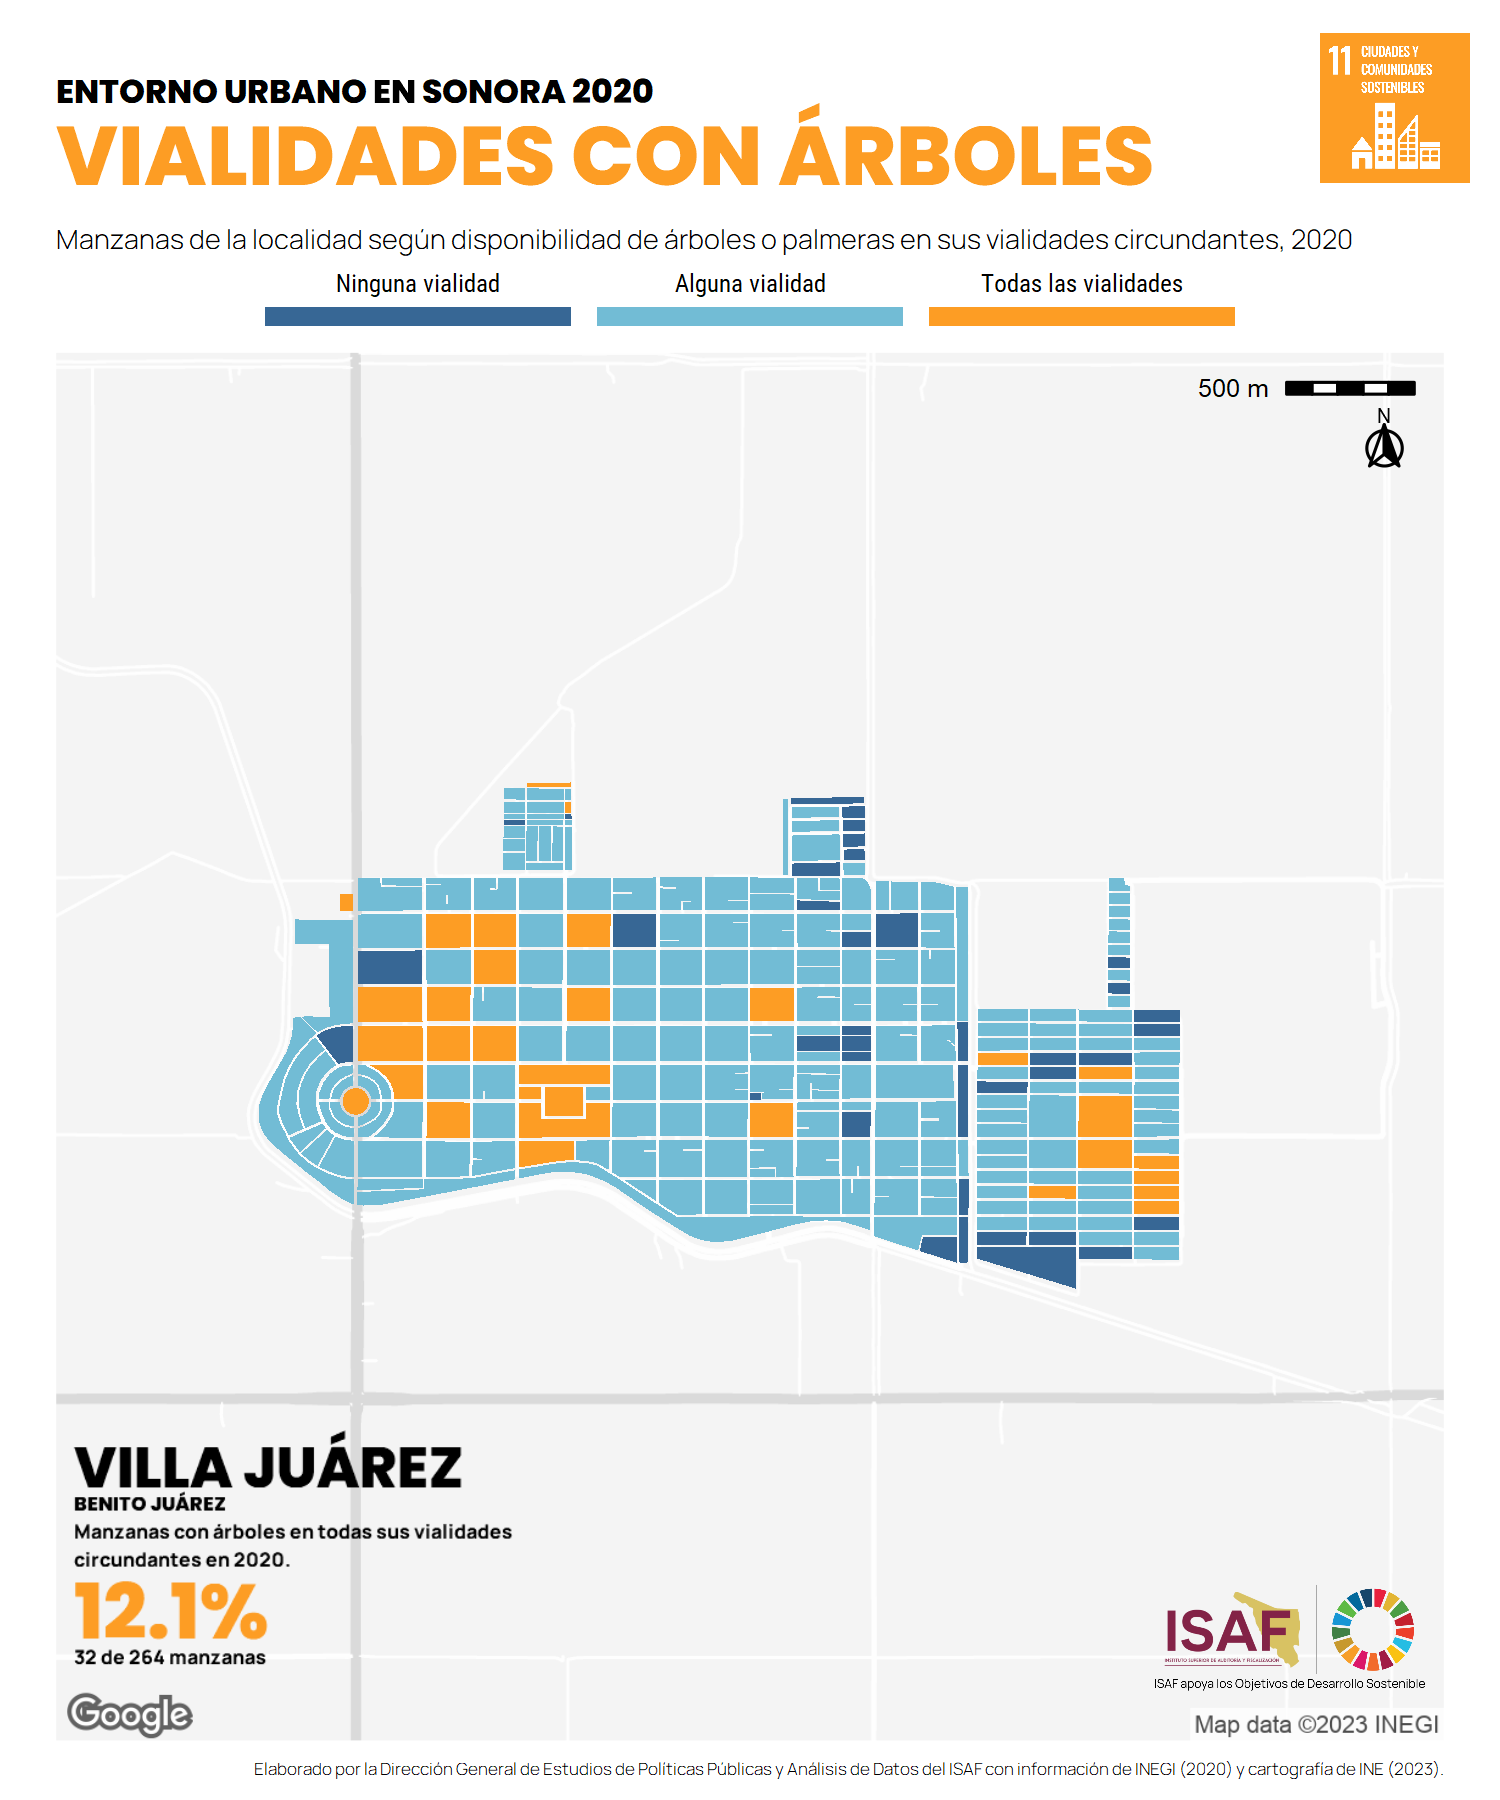 ENTORNO URBANO EN SONORA 2020
VIALIDADES CON ÁRBOLES
11 CIUDADES Y
COMUNIDADES
SOSTENIBLES
Manzanas de la localidad según disponibilidad de árboles o palmeras en sus vialidades circundantes, 2020
Ninguna vialidad
Alguna vialidad
Todas las vialidades
500 m
N
VILLA JUÁREZ
BENITO JUÁREZ
Manzanas con árboles en todas sus vialidades
circundantes en 2020.
12.1%
32 de 264 manzanas
Google
ISAF
INSTITUTO SUPERIOR DE AUDITORÍA Y FISCALIZACIÓN
ISAF apoya los Objetivos de Desarrollo Sostenible
Map data ©2023 INEGI
Elaborado por la Dirección General de Estudios de Políticas Públicas y Análisis de Datos del ISAF con información de INEGI (2020) y cartografía de INE (2023).